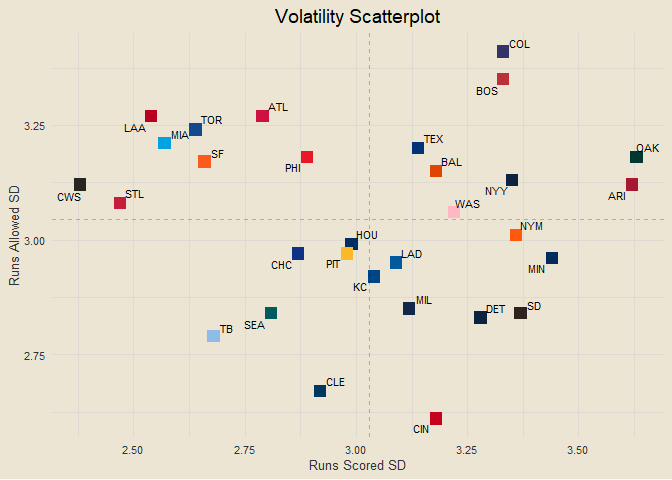 Volatility Scatterplot
COL
BOS
LAA
TOR
ATL
MIA
SF
PHI
TEX
BAL
OAK
CWS
STL
NYY
ARI
WAS
NYM
HOU
CHC
PIT
LAD
KC
MIN
MIL
DET
SD
SEA
TB
CLE
CIN
3.25
3.00
2.75
Runs Allowed SD
2.50
2.75
3.00
3.25
3.50
Runs Scored SD